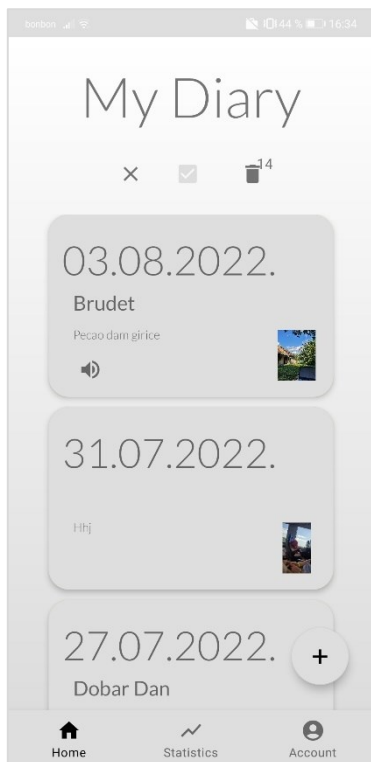 bonbon 44 % 16:34
My Diary
14
03.08.2022.
Brudet
Pecao dam girice
31.07.2022.
Hhj
27.07.2022.
+
Dobar Dan
Home Statistics Account